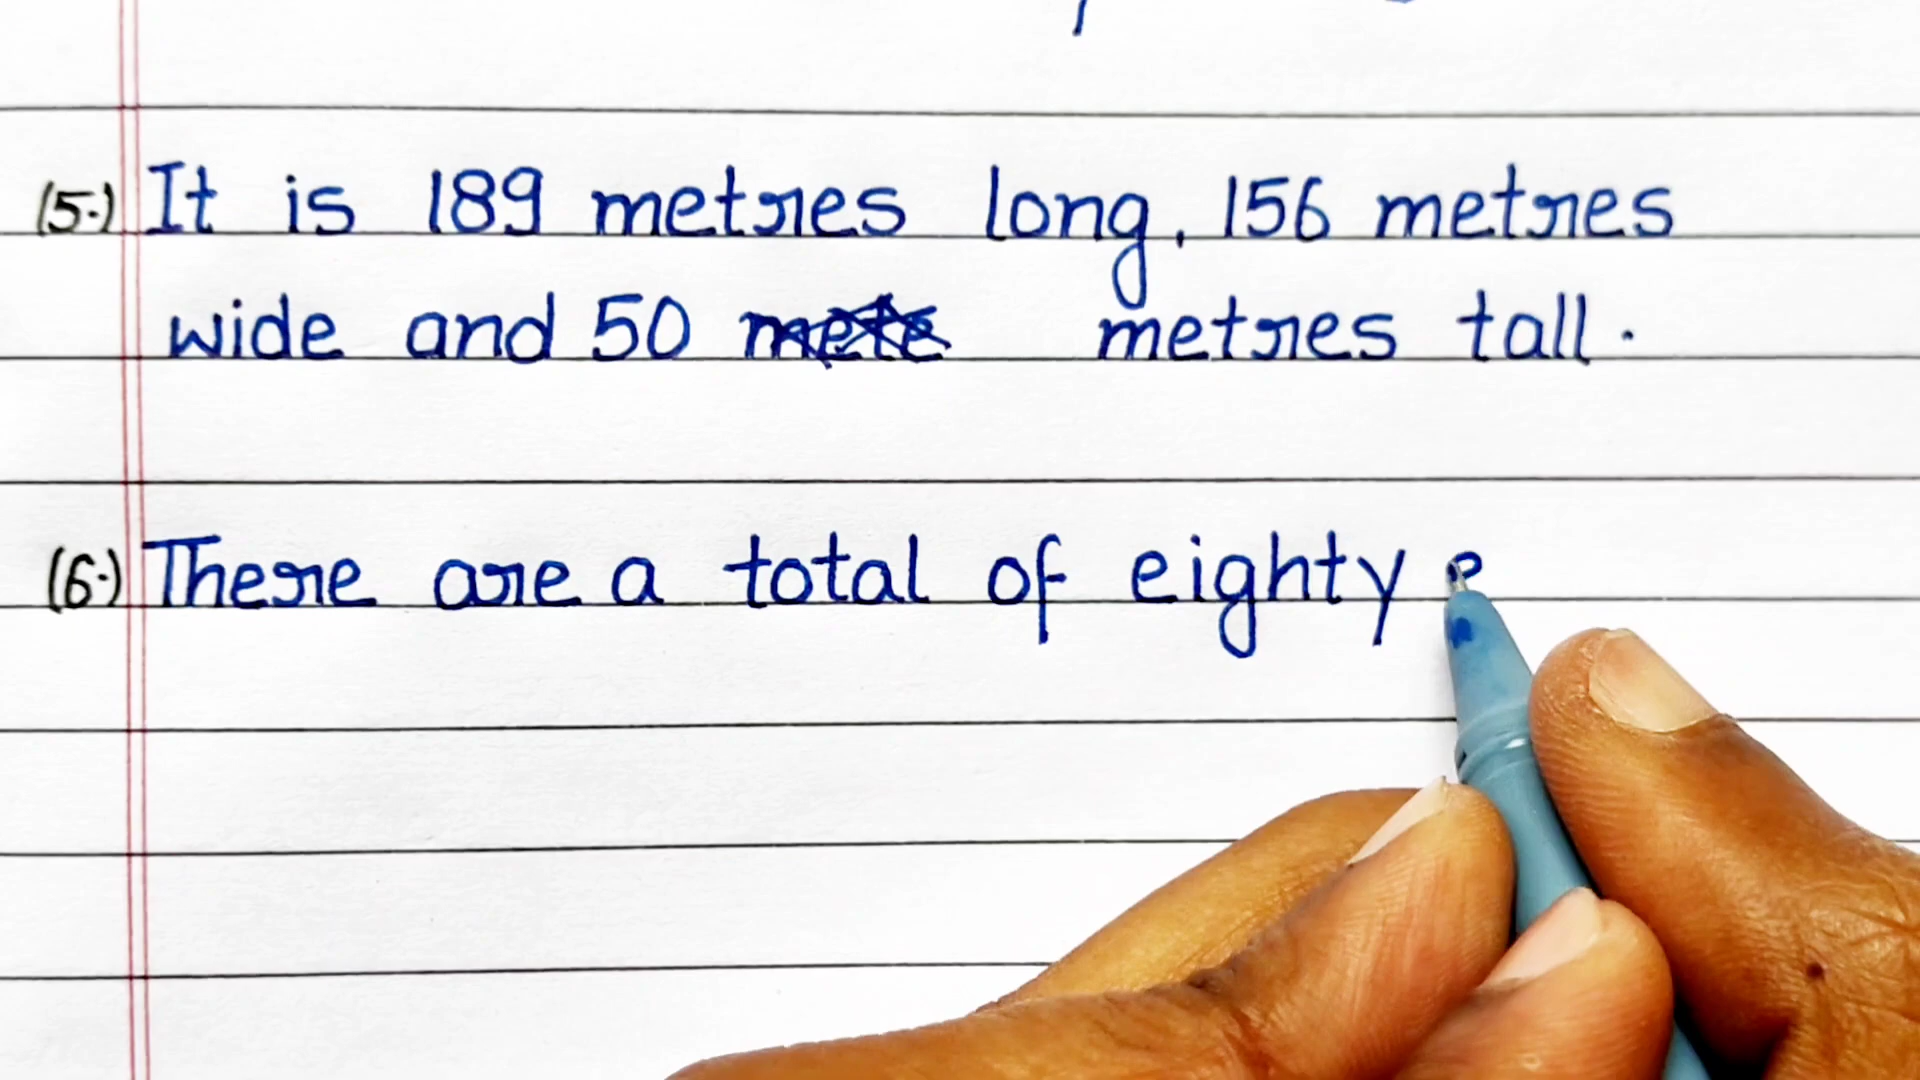 (5.) It is 189 metres long, 156 metres
wide and 50 metres tall.
(6.) There are a total of eighty e